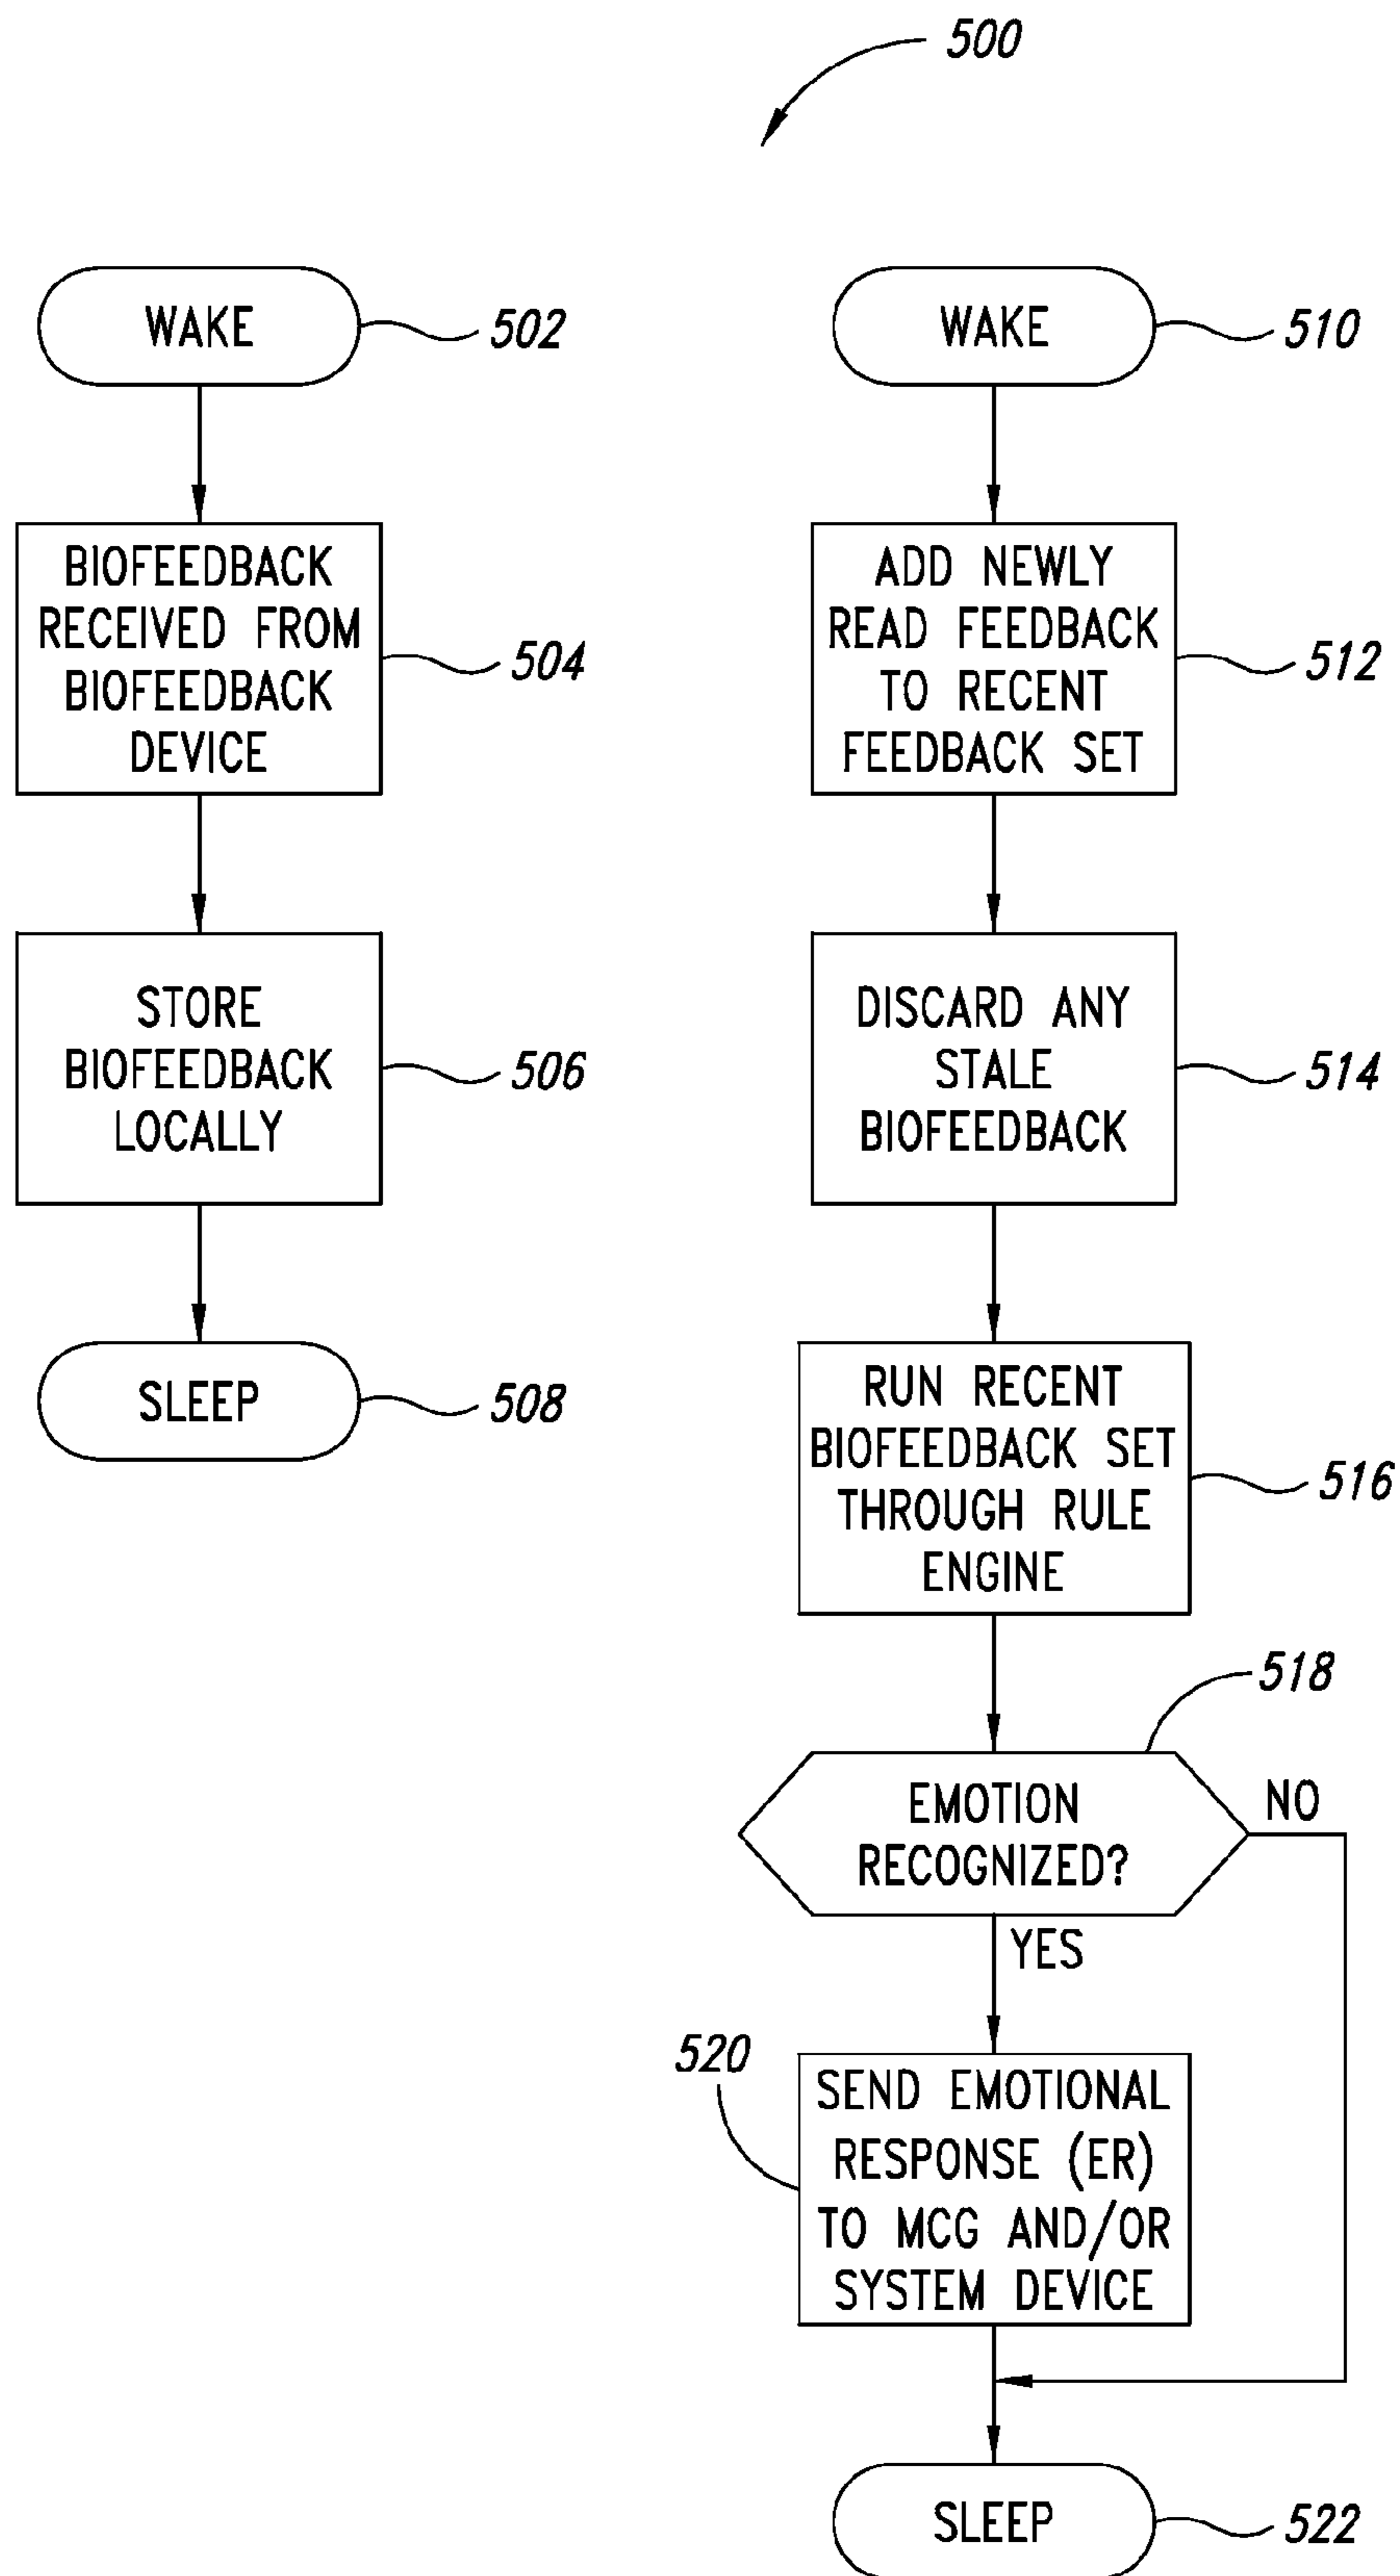 500
WAKE
502
BIOFEEDBACK
RECEIVED FROM
BIOFEEDBACK
DEVICE
504
STORE
BIOFEEDBACK
LOCALLY
506
SLEEP
508
WAKE
510
ADD NEWLY
READ FEEDBACK
TO RECENT
FEEDBACK SET
512
DISCARD ANY
STALE
BIOFEEDBACK
514
RUN RECENT
BIOFEEDBACK SET
THROUGH RULE
ENGINE
516
518
EMOTION
RECOGNIZED?
NO
YES
520
SEND EMOTIONAL
RESPONSE (ER)
TO MCG AND/OR
SYSTEM DEVICE
SLEEP
522